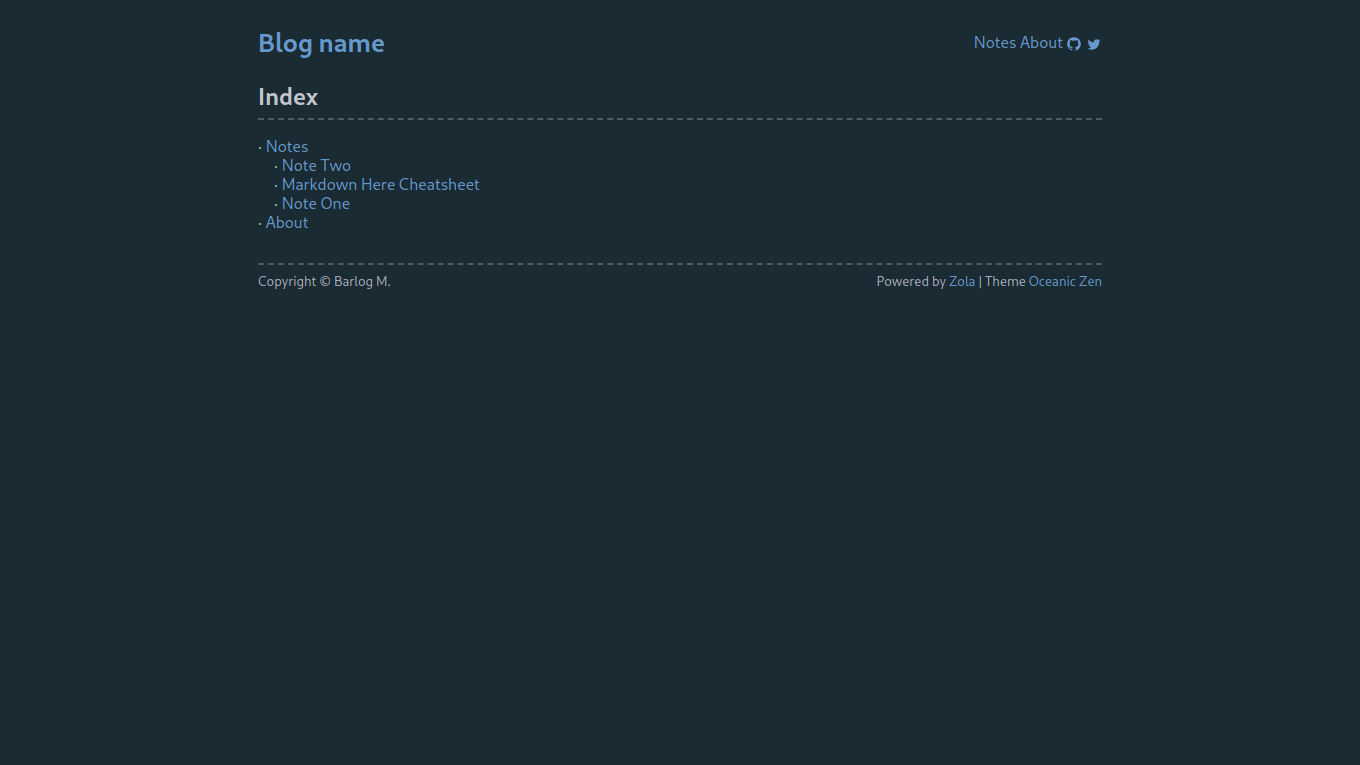 Blog name
Notes About
Index
· Notes
· Note Two
· Markdown Here Cheatsheet
· Note One
· About
Copyright © Barlog M.
Powered by Zola | Theme Oceanic Zen